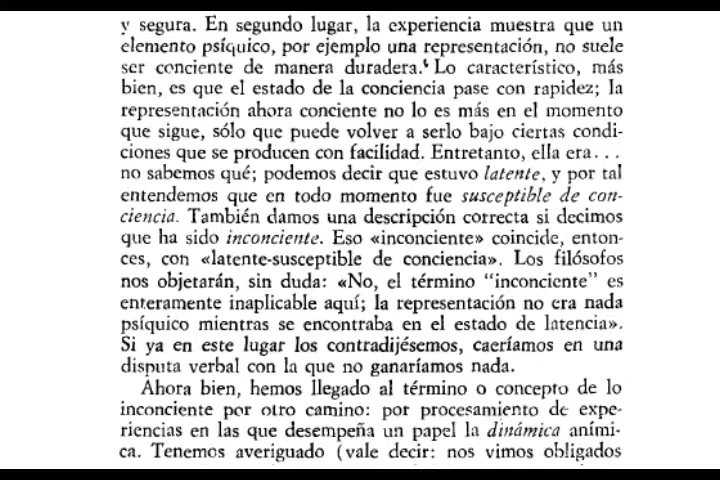 y segura. En segundo lugar, la experiencia muestra que un
elemento psíquico, por ejemplo una representación, no suele
ser conciente de manera duradera. Lo característico, más
bien, es que el estado de la conciencia pase con rapidez; la
representación ahora conciente no lo es más en el momento
que sigue, sólo que puede volver a serlo bajo ciertas condi-
ciones que se producen con facilidad. Entretanto, ella era...
no sabemos qué; podemos decir que estuvo latente, y por tal
entendemos que en todo momento fue susceptible de con-
ciencia. También damos una descripción correcta si decimos
que ha sido inconciente. Eso «inconciente» coincide, enton-
ces, con «latente-susceptible de conciencia». Los filósofos
nos objetarán, sin duda: «No, el término "inconciente" es
enteramente inaplicable aquí; la representación no era nada
psíquico mientras se encontraba en el estado de latencia».
Si ya en este lugar los contradijésemos, caeríamos en una
disputa verbal con la que no ganaríamos nada.
Ahora bien, hemos llegado al término o concepto de lo
inconciente por otro camino: por procesamiento de expe-
riencias en las que desempeña un papel la dinámica aními-
ca. Tenemos averiguado (vale decir: nos vimos obligados